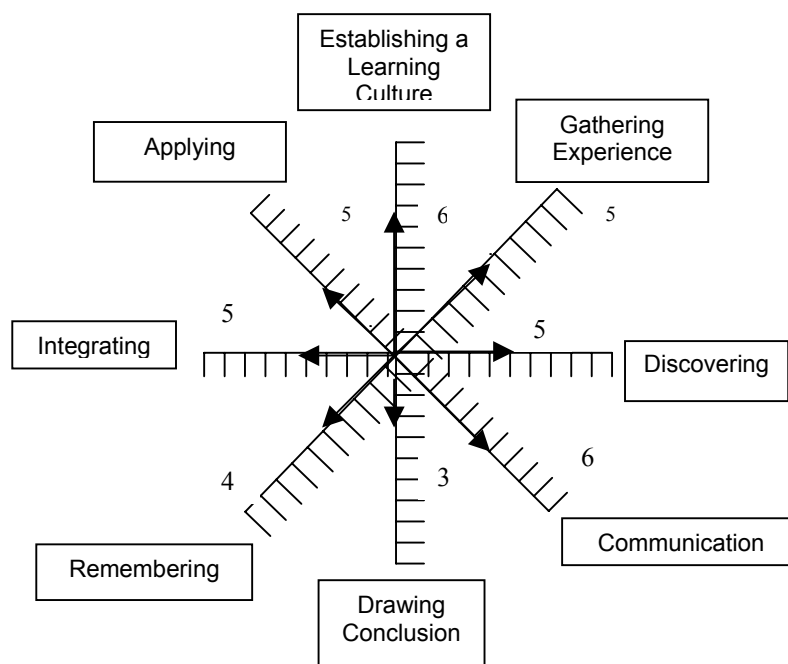 Establishing a
Learning
Culture
Applying
Gathering
Experience
5
6
5
5
5
Integrating
Discovering
4
3
6
Remembering
Communication
Drawing
Conclusion